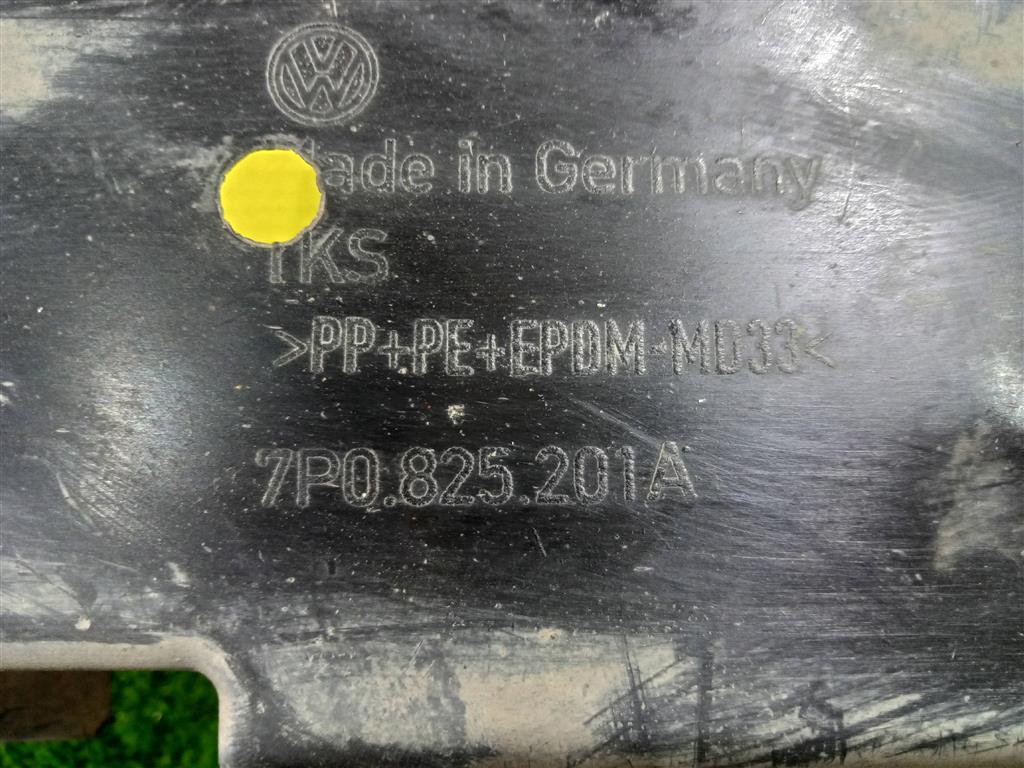 Made in Germany
TKS
>PP+PE+EPDM-MD33<
7P0.825.201A